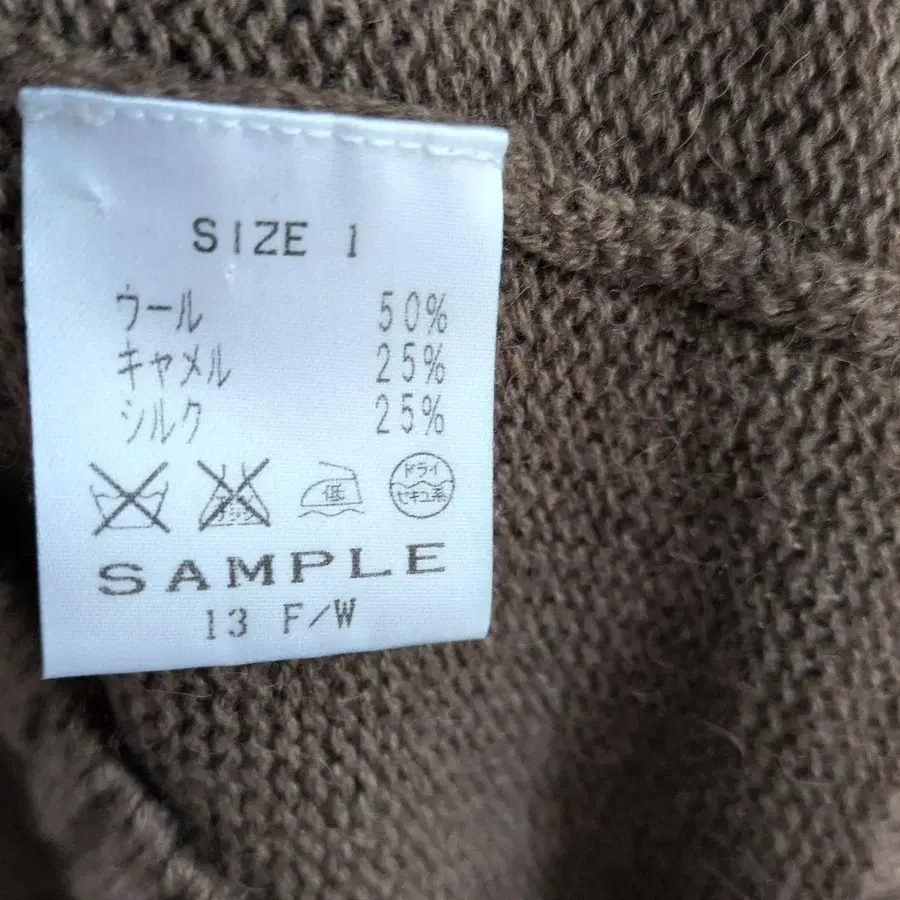 SIZE 1
ウール 50%
キャメル 25%
シルク 25%
低
ドライ
セキユ系
SAMPLE
13 F/W